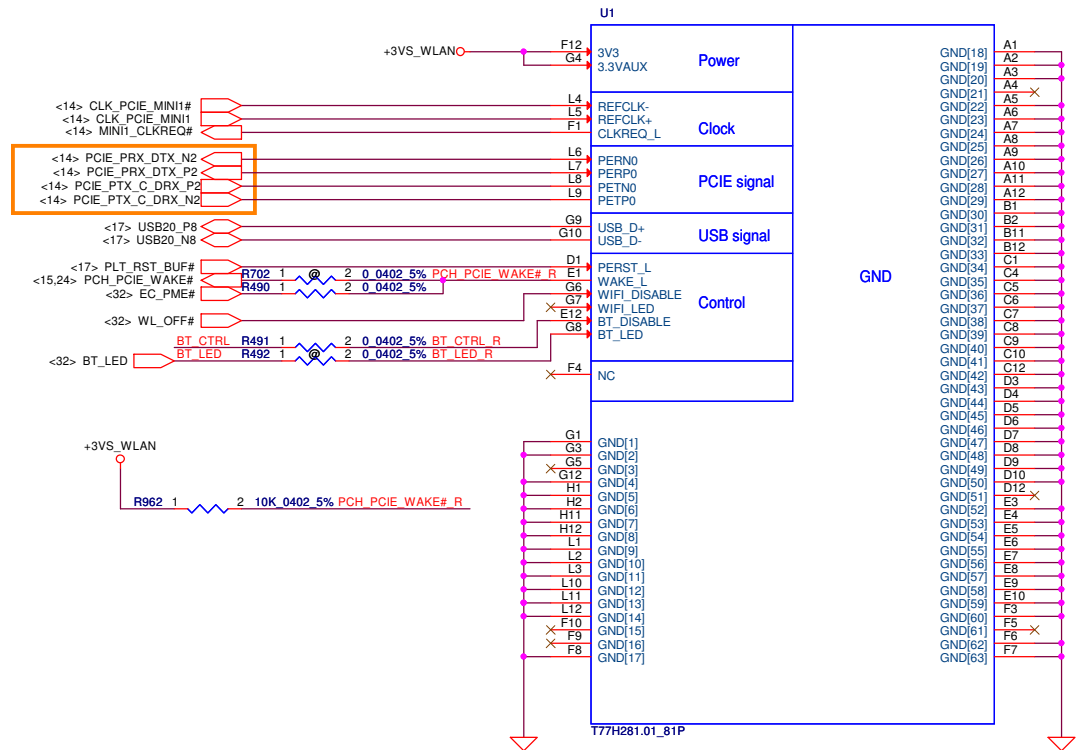 U1
+3VS_WLAN F12 3V3 GND[18] A1
G4 3.3VAUX Power GND[19] A2
GND[20] A3
GND[21] A4
<14> CLK_PCIE_MINI1# L4 REFCLK- GND[22] A5
<14> CLK_PCIE_MINI1 L5 REFCLK+ GND[23] A6
<14> MINI1_CLKREQ# F1 CLKREQ_L Clock GND[24] A7
GND[25] A8
<14> PCIE_PRX_DTX_N2 L6 PERN0 GND[26] A9
<14> PCIE_PRX_DTX_P2 L7 PERP0 GND[27] A10
<14> PCIE_PTX_C_DRX_P2 L8 PETN0 PCIE signal GND[28] A11
<14> PCIE_PTX_C_DRX_N2 L9 PETP0 GND[29] A12
GND[30] B1
<17> USB20_P8 G9 USB_D+ GND[31] B2
<17> USB20_N8 G10 USB_D- USB signal GND[32] B11
GND[33] B12
<17> PLT_RST_BUF# D1 PERST_L GND[34] C1
<15,24> PCH_PCIE_WAKE# R702 1 @ 2 0_0402_5% PCH_PCIE_WAKE#_R E1 WAKE_L GND GND[35] C4
<32> EC_PME# R490 1 2 0_0402_5% G6 WIFI_DISABLE GND[36] C5
G7 WIFI_LED Control GND[37] C6
<32> WL_OFF# E12 BT_DISABLE GND[38] C7
G8 BT_LED GND[39] C8
BT_CTRL R491 1 2 0_0402_5% BT_CTRL_R GND[40] C9
<32> BT_LED BT_LED R492 1 @ 2 0_0402_5% BT_LED_R GND[41] C10
F4 NC GND[42] C12
GND[43] D3
GND[44] D4
GND[45] D5
GND[46] D6
+3VS_WLAN G1 GND[1] GND[47] D7
G3 GND[2] GND[48] D8
G5 GND[3] GND[49] D9
G12 GND[4] GND[50] D10
H1 GND[5] GND[51] D12
R962 1 2 10K_0402_5% PCH_PCIE_WAKE#_R H2 GND[6] GND[52] E3
H11 GND[7] GND[53] E4
H12 GND[8] GND[54] E5
L1 GND[9] GND[55] E6
L2 GND[10] GND[56] E7
L3 GND[11] GND[57] E8
L10 GND[12] GND[58] E9
L11 GND[13] GND[59] E10
L12 GND[14] GND[60] F3
F10 GND[15] GND[61] F5
F9 GND[16] GND[62] F6
F8 GND[17] GND[63] F7
T77H281.01_81P